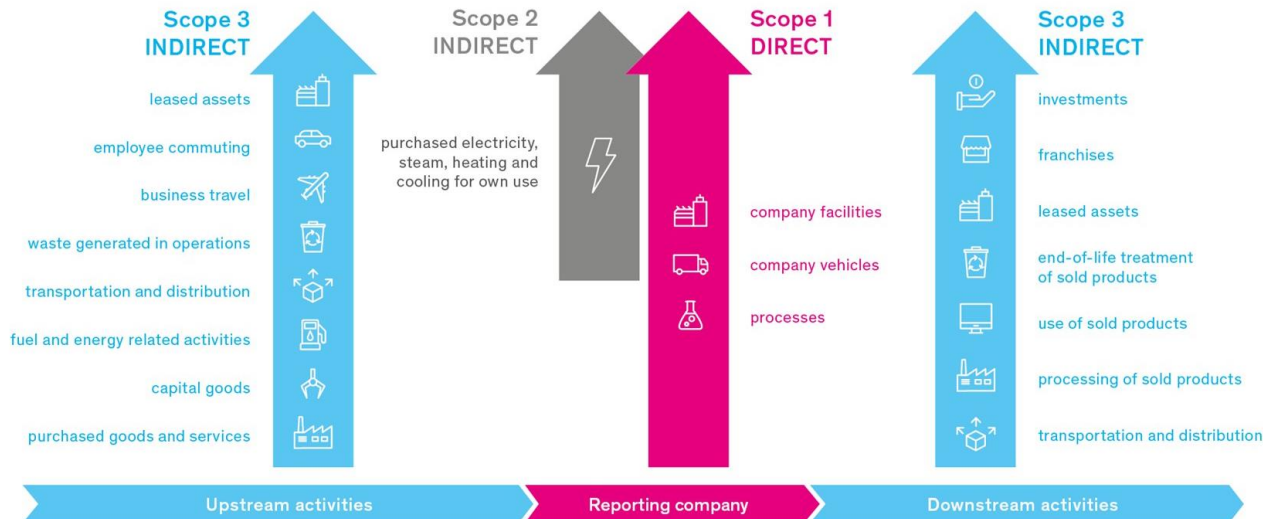 Scope 3
INDIRECT
leased assets
employee commuting
business travel
waste generated in operations
transportation and distribution
fuel and energy related activities
capital goods
purchased goods and services
Scope 2
INDIRECT
purchased electricity,
steam, heating and
cooling for own use
Scope 1
DIRECT
company facilities
company vehicles
processes
Scope 3
INDIRECT
investments
franchises
leased assets
end-of-life treatment
of sold products
use of sold products
processing of sold products
transportation and distribution
Upstream activities
Reporting company
Downstream activities